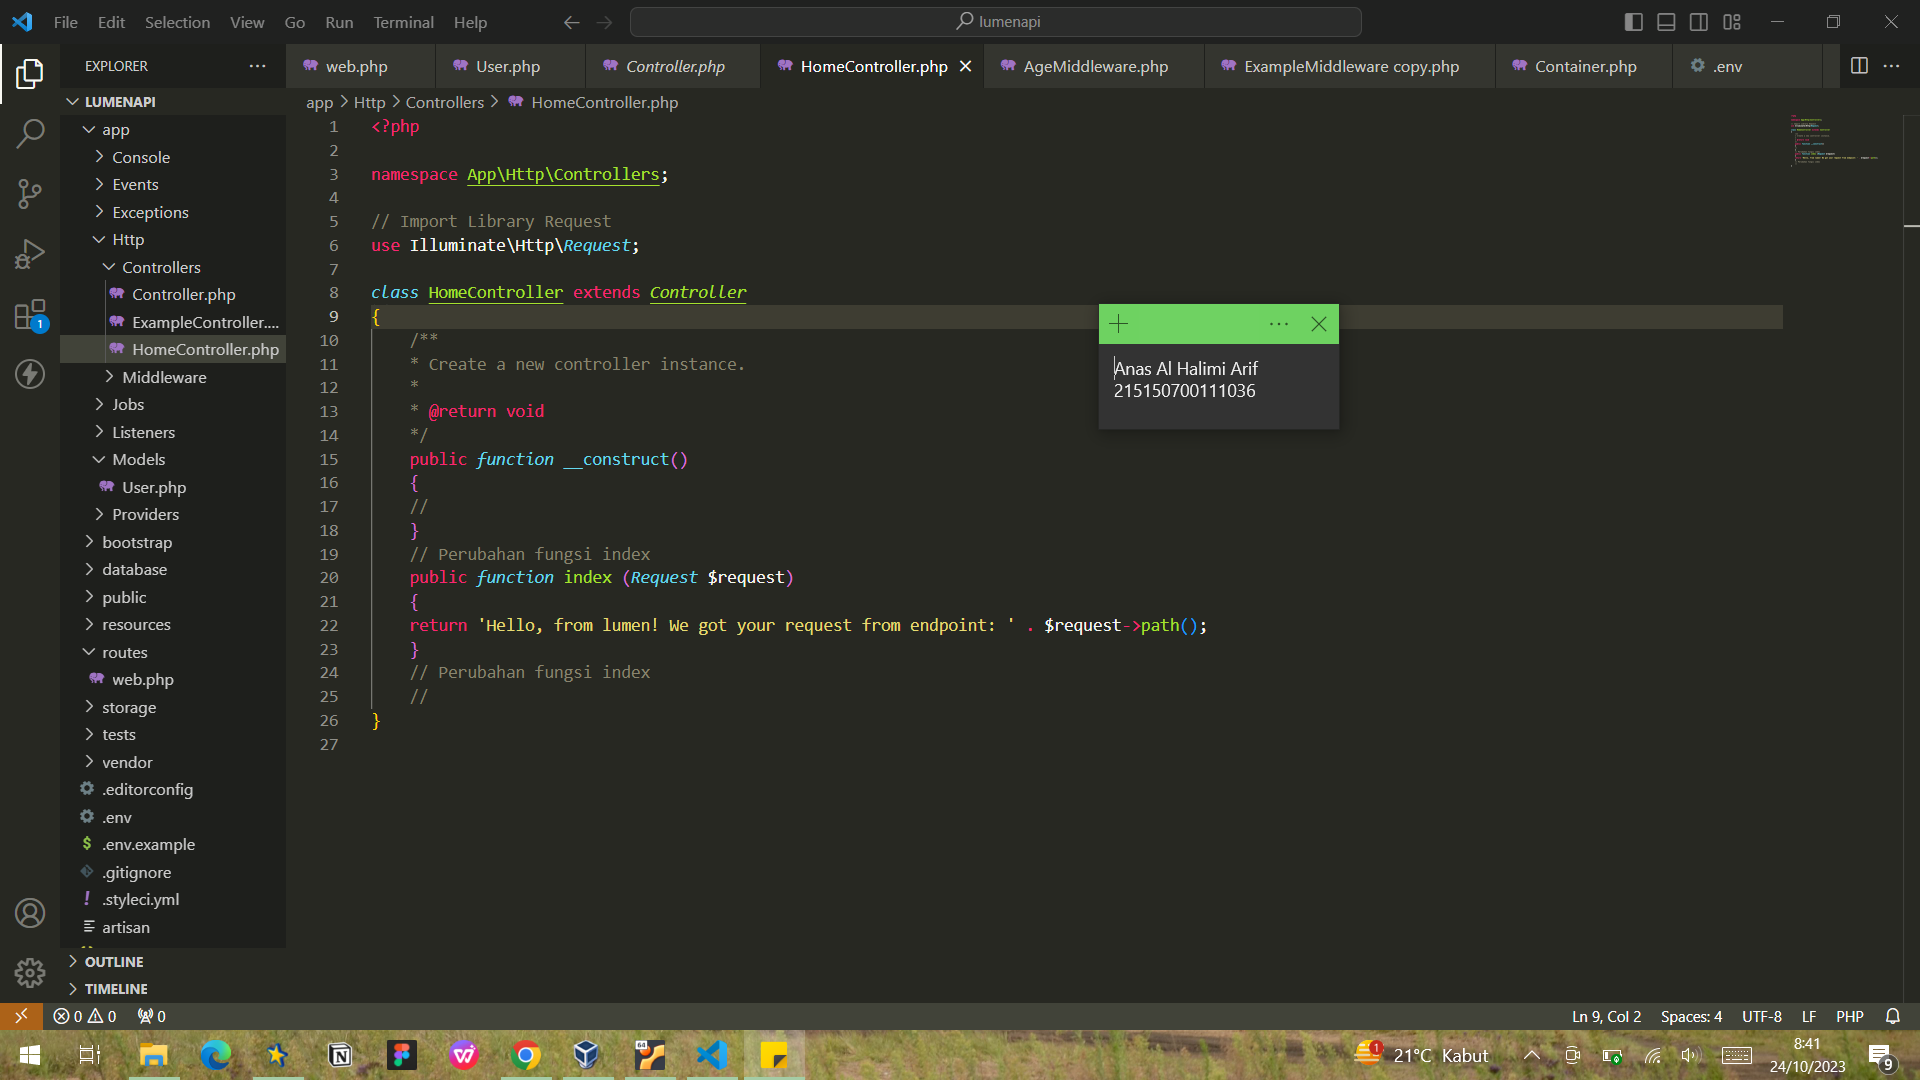 File Edit Selection View Go Run Terminal Help
lumenapi
EXPLORER
web.php
User.php
Controller.php
HomeController.php
AgeMiddleware.php
ExampleMiddleware copy.php
Container.php
.env
LUMENAPI
app
Console
Events
Exceptions
Http
Controllers
Controller.php
ExampleController....
HomeController.php
Middleware
Jobs
Listeners
Models
User.php
Providers
bootstrap
database
public
resources
routes
web.php
storage
tests
vendor
.editorconfig
.env
.env.example
.gitignore
.styleci.yml
artisan
OUTLINE
TIMELINE
1
app > Http > Controllers > HomeController.php
1 <?php
2
3 namespace App\Http\Controllers;
4
5 // Import Library Request
6 use Illuminate\Http\Request;
7
8 class HomeController extends Controller
9 {
10 /**
11 * Create a new controller instance.
12 *
13 * @return void
14 */
15 public function __construct()
16 {
17 //
18 }
19 // Perubahan fungsi index
20 public function index (Request $request)
21 {
22 return 'Hello, from lumen! We got your request from endpoint: ' . $request->path();
23 }
24 // Perubahan fungsi index
25 //
26 }
27
Anas Al Halimi Arif
215150700111036
0 0 0
Ln 9, Col 2 Spaces: 4 UTF-8 LF PHP
64
1
21°C Kabut
8:41
24/10/2023
9